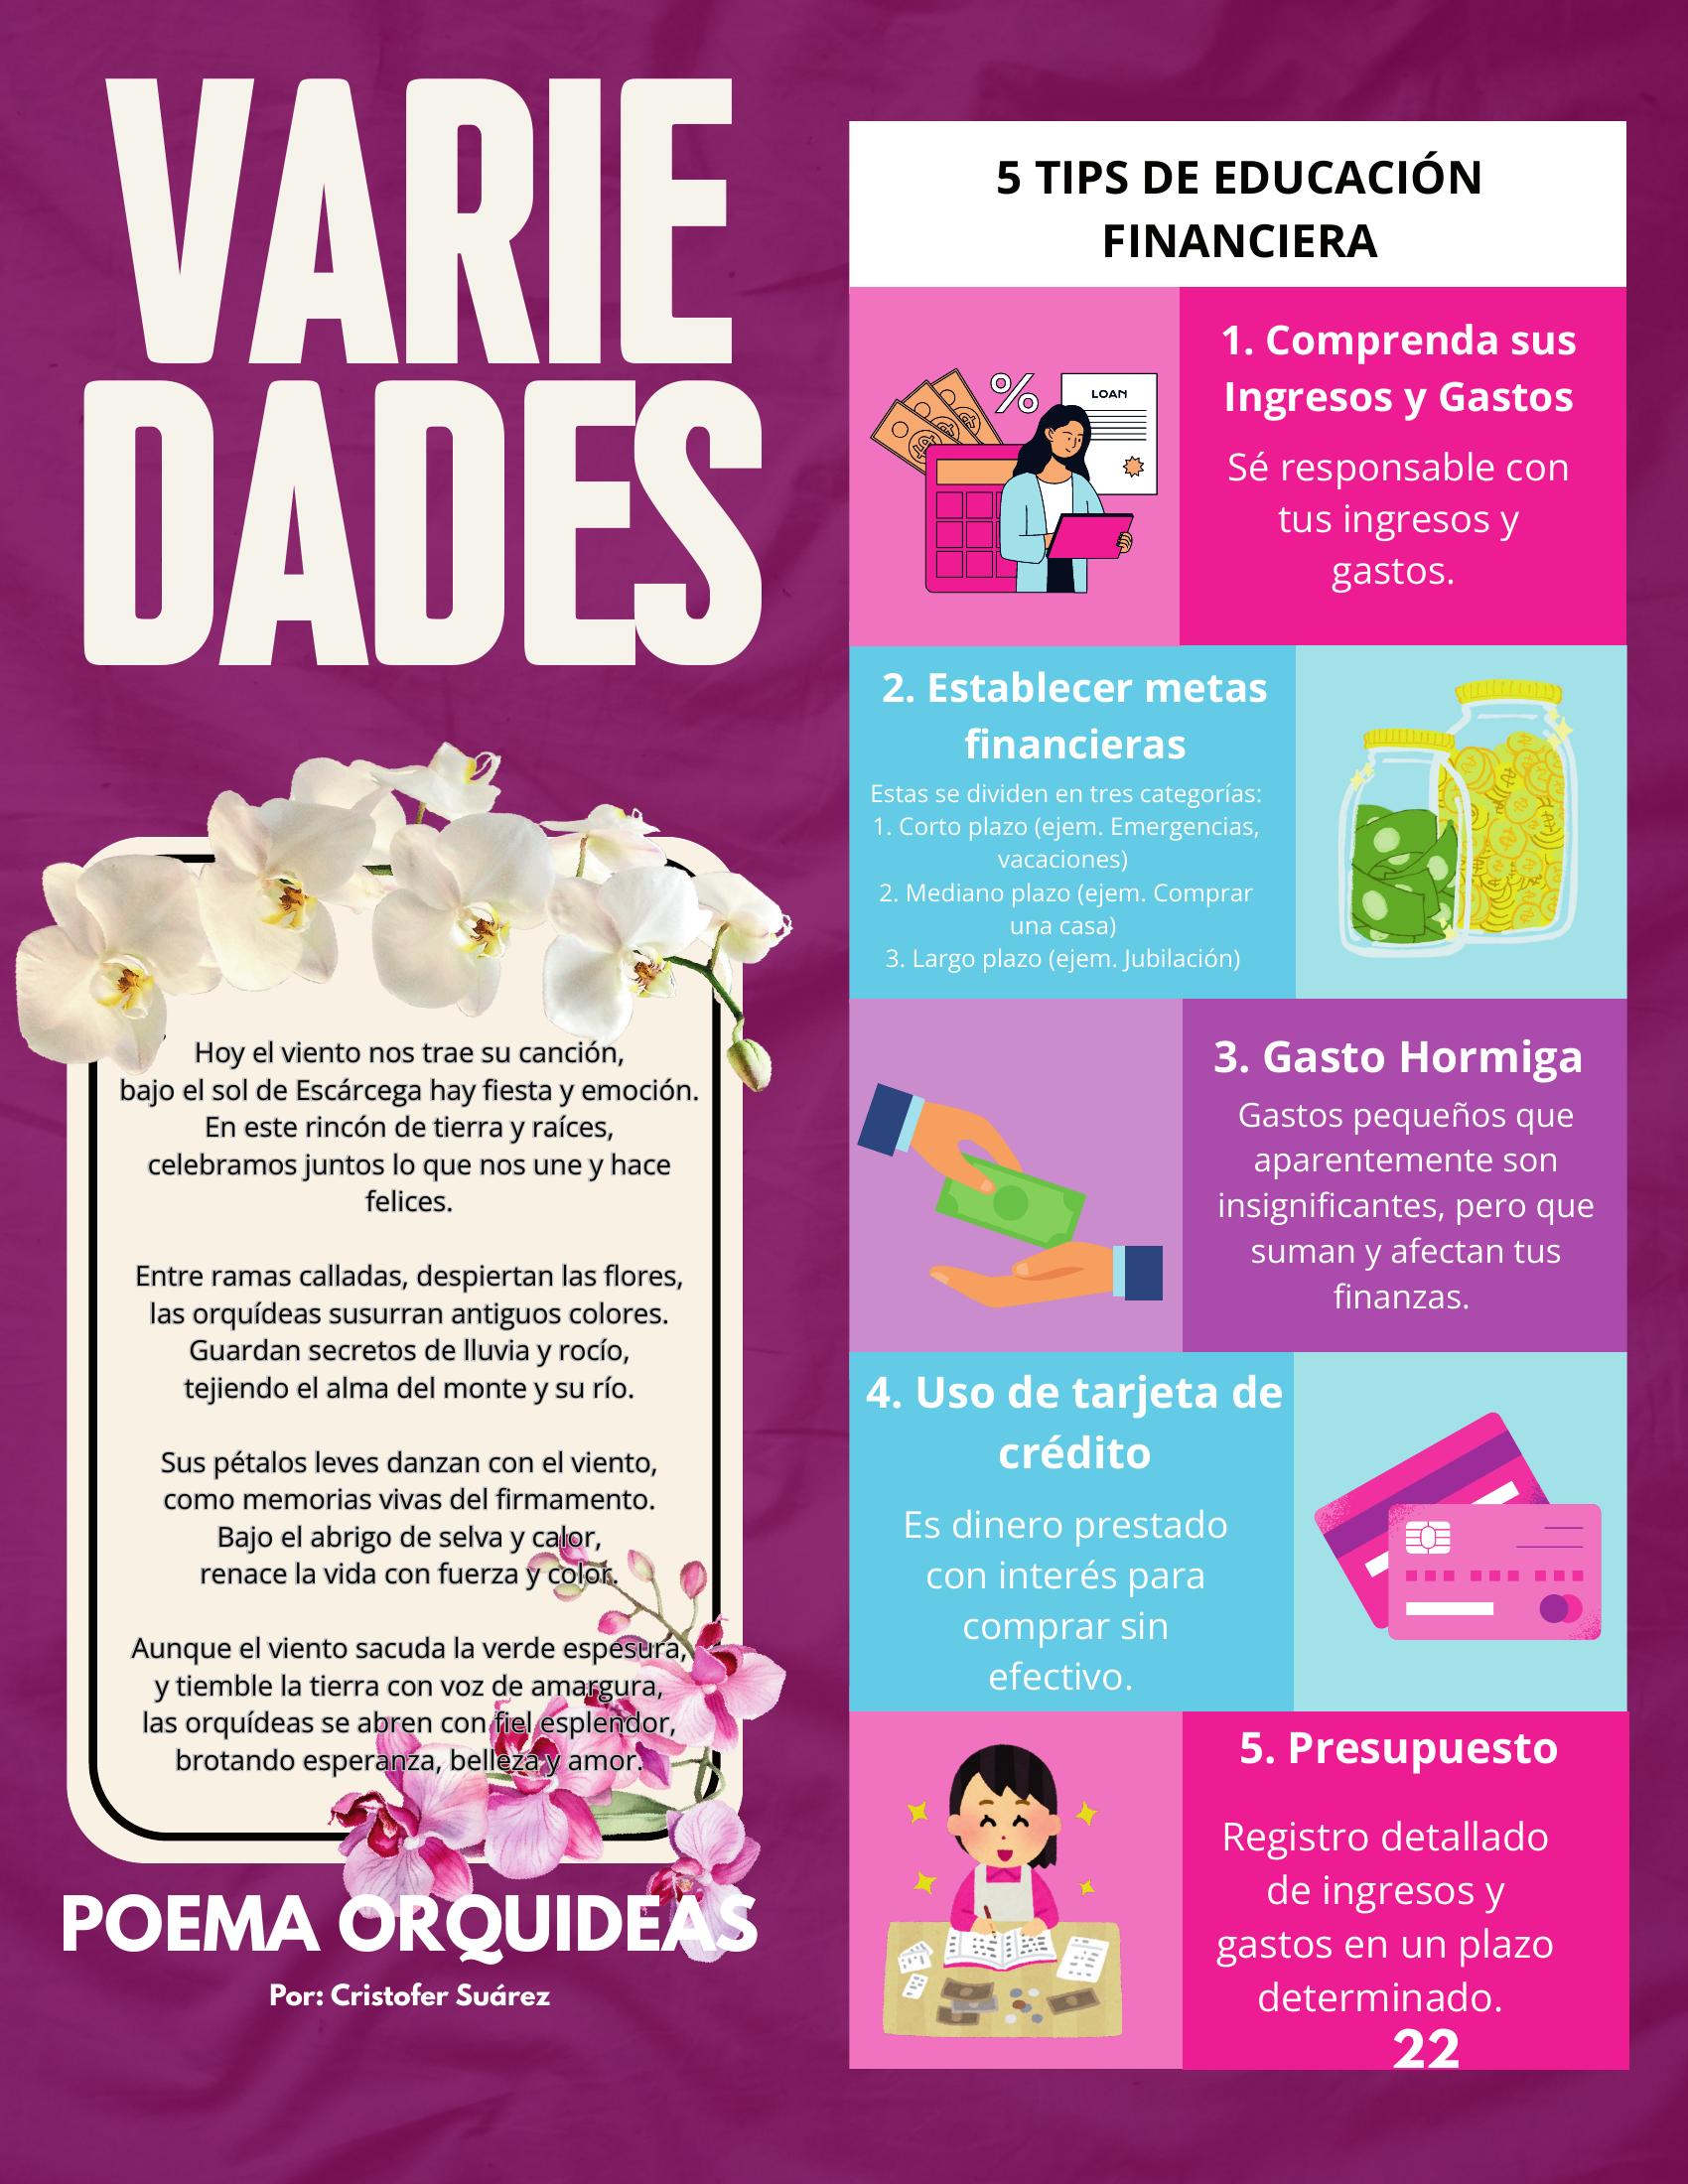 VARIE
DADES
Hoy el viento nos trae su canción,
bajo el sol de Escárcega hay fiesta y emoción.
En este rincón de tierra y raíces,
celebramos juntos lo que nos une y hace
felices.
Entre ramas calladas, despiertan las flores,
las orquídeas susurran antiguos colores.
Guardan secretos de lluvia y rocío,
tejiendo el alma del monte y su río.
Sus pétalos leves danzan con el viento,
como memorias vivas del firmamento.
Bajo el abrigo de selva y calor,
renace la vida con fuerza y color.
Aunque el viento sacuda la verde espesura,
y tiemble la tierra con voz de amargura,
las orquídeas se abren con fiel esplendor,
brotando esperanza, belleza y amor.
POEMA ORQUIDEAS
Por: Cristofer Suárez
5 TIPS DE EDUCACIÓN
FINANCIERA
%
LOAN
1. Comprenda sus
Ingresos y Gastos
Sé responsable con
tus ingresos y
gastos.
2. Establecer metas
financieras
Estas se dividen en tres categorías:
1. Corto plazo (ejem. Emergencias,
vacaciones)
2. Mediano plazo (ejem. Comprar
una casa)
3. Largo plazo (ejem. Jubilación)
3. Gasto Hormiga
Gastos pequeños que
aparentemente son
insignificantes, pero que
suman y afectan tus
finanzas.
4. Uso de tarjeta de
crédito
Es dinero prestado
con interés para
comprar sin
efectivo.
5. Presupuesto
Registro detallado
de ingresos y
gastos en un plazo
determinado.
22